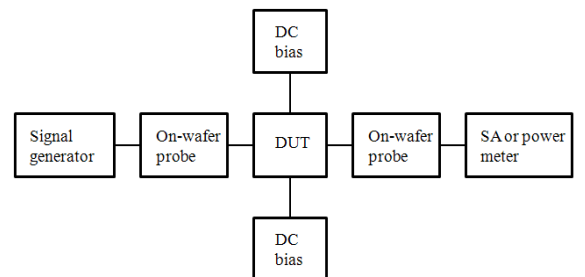 DC
bias
Signal
generator
On-wafer
probe
DUT
On-wafer
probe
SA or power
meter
DC
bias